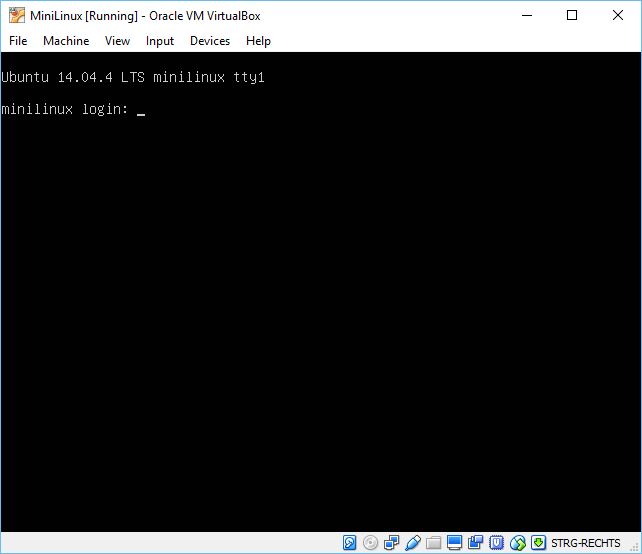 MiniLinux [Running] - Oracle VM VirtualBox
File Machine View Input Devices Help
Ubuntu 14.04.4 LTS minilinux tty1
minilinux login: _
STRG-RECHTS